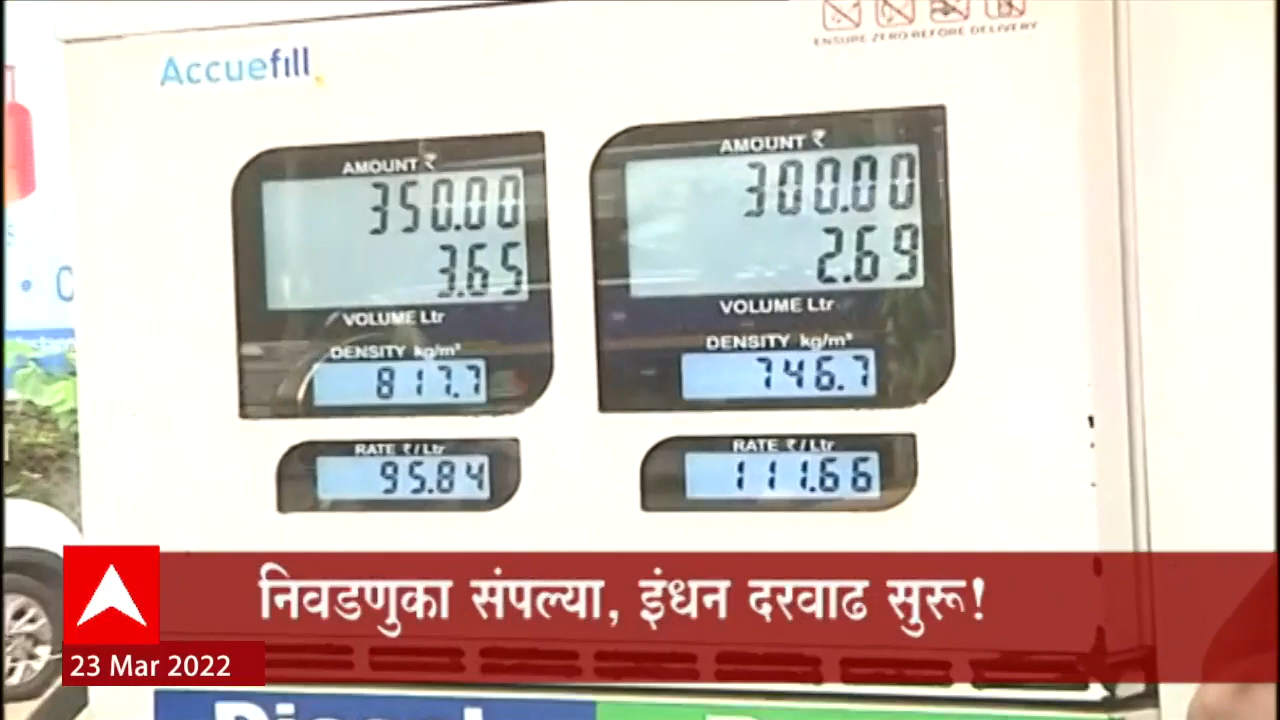 ENSURE ZERO BEFORE DELIVERY
Accuefill
AMOUNT ₹
350.00
3.65
VOLUME Ltr
DENSITY kg/m³
817.7
RATE ₹/Ltr
95.84
AMOUNT ₹
300.00
2.69
VOLUME Ltr
DENSITY kg/m³
746.7
RATE ₹/Ltr
111.66
निवडणुका संपल्या, इंधन दरवाढ सुरू!
23 Mar 2022
Diesel